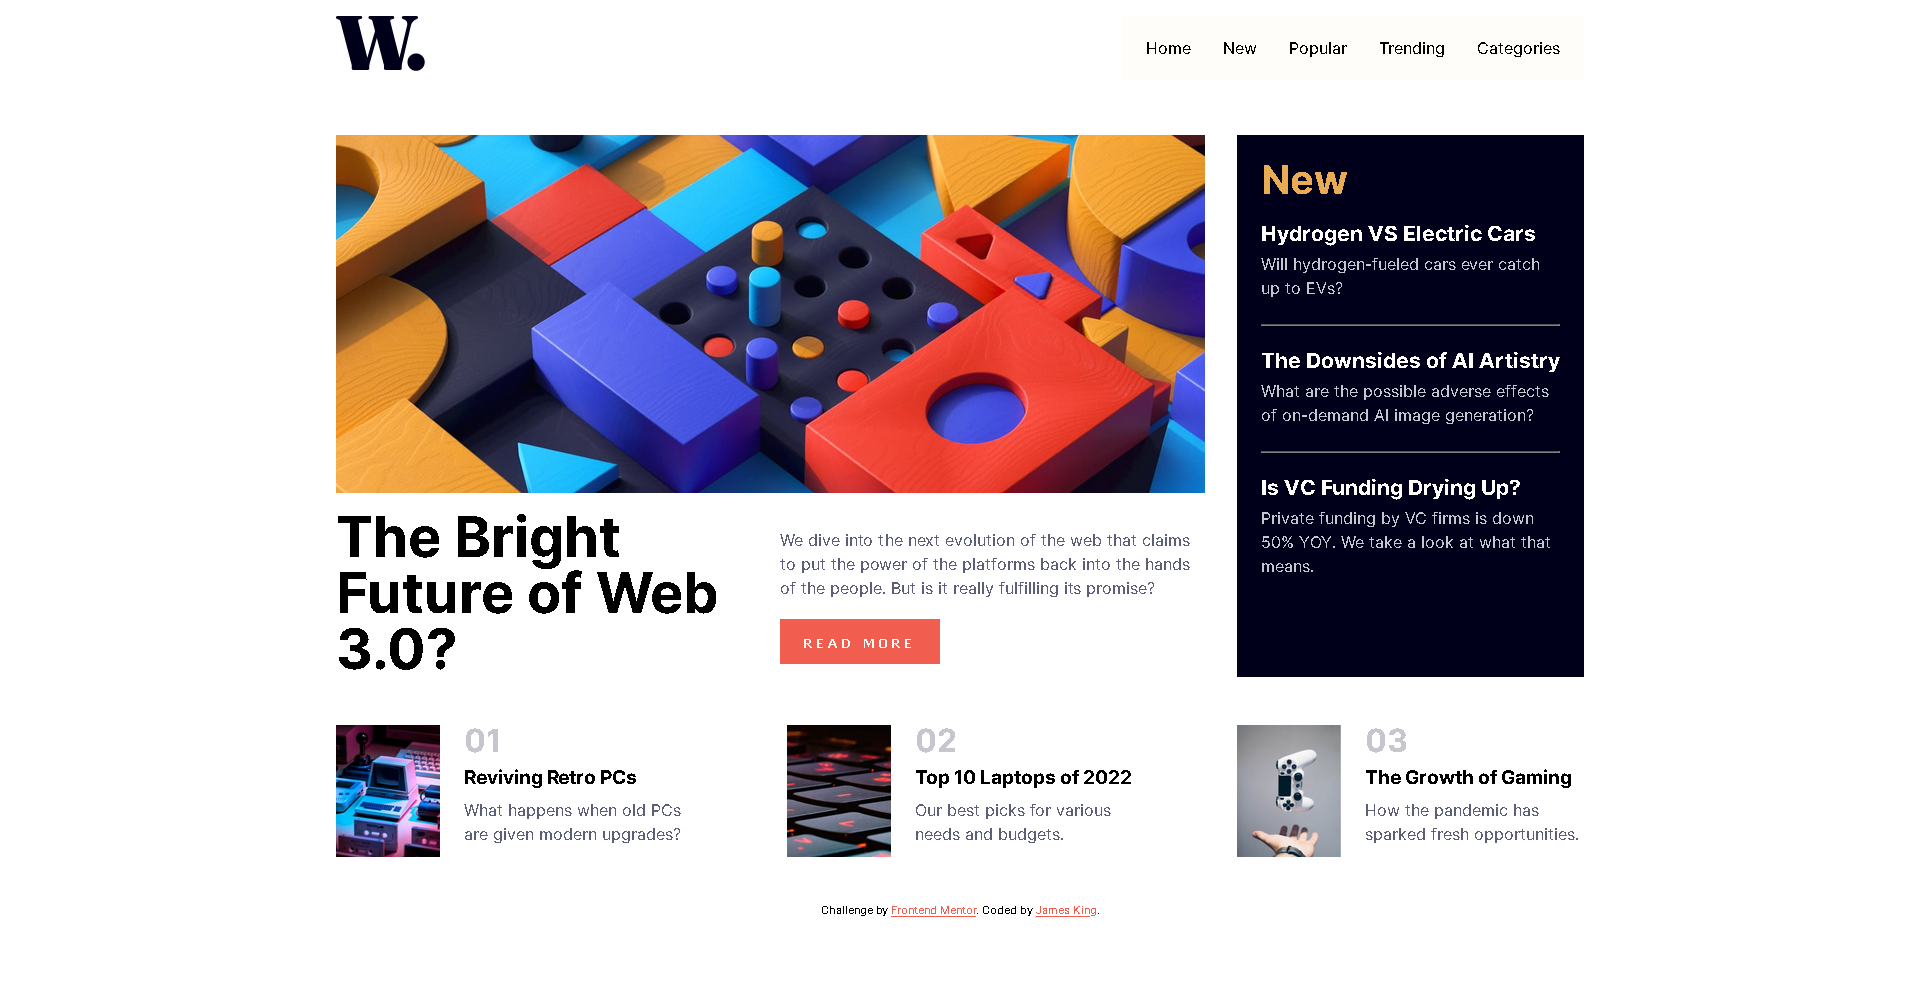 W.
Home New Popular Trending Categories
New
Hydrogen VS Electric Cars
Will hydrogen-fueled cars ever catch
up to EVs?
The Downsides of AI Artistry
What are the possible adverse effects
of on-demand AI image generation?
Is VC Funding Drying Up?
Private funding by VC firms is down
50% YOY. We take a look at what that
means.
The Bright
Future of Web
3.0?
We dive into the next evolution of the web that claims
to put the power of the platforms back into the hands
of the people. But is it really fulfilling its promise?
READ MORE
01
Reviving Retro PCs
What happens when old PCs
are given modern upgrades?
02
Top 10 Laptops of 2022
Our best picks for various
needs and budgets.
03
The Growth of Gaming
How the pandemic has
sparked fresh opportunities.
Challenge by Frontend Mentor. Coded by James King.